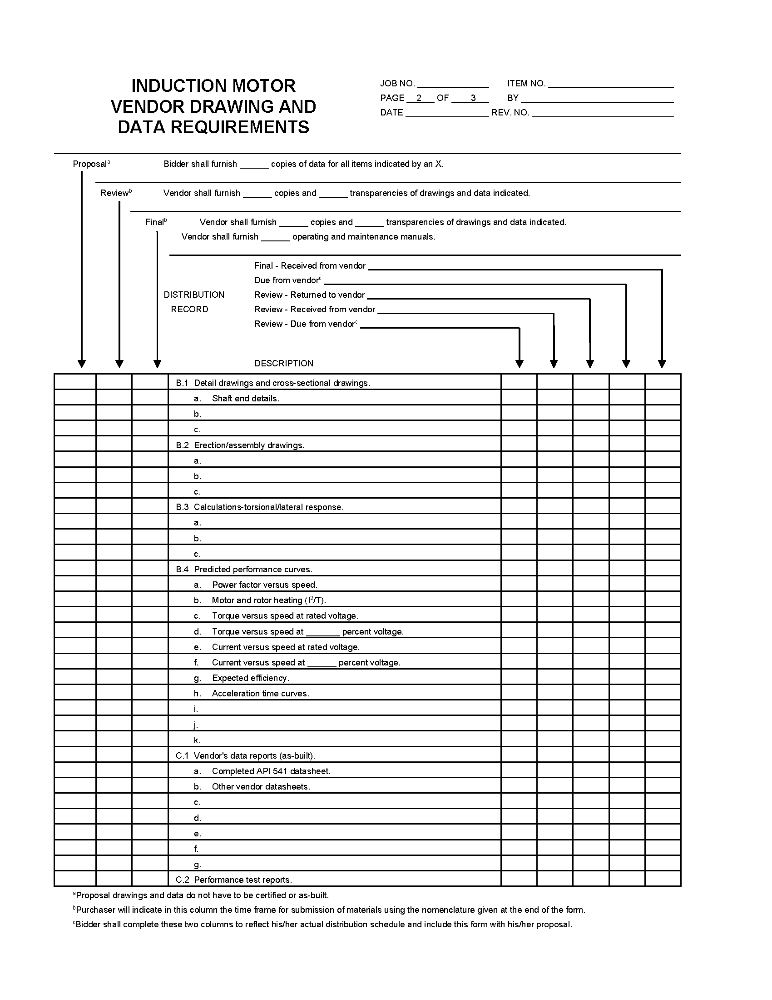 INDUCTION MOTOR
VENDOR DRAWING AND
DATA REQUIREMENTS
JOB NO. ITEM NO.
PAGE 2 OF 3 BY
DATE REV. NO.
Proposalᵃ Bidder shall furnish ______ copies of data for all items indicated by an X.
Reviewᵇ Vendor shall furnish ______ copies and ______ transparencies of drawings and data indicated.
Finalᵇ Vendor shall furnish ______ copies and ______ transparencies of drawings and data indicated.
Vendor shall furnish ______ operating and maintenance manuals.
Final - Received from vendor
Due from vendorᶜ
DISTRIBUTION Review - Returned to vendor
RECORD Review - Received from vendor
Review - Due from vendorᶜ
DESCRIPTION
B.1 Detail drawings and cross-sectional drawings.
a. Shaft end details.
b.
c.
B.2 Erection/assembly drawings.
a.
b.
c.
B.3 Calculations-torsional/lateral response.
a.
b.
c.
B.4 Predicted performance curves.
a. Power factor versus speed.
b. Motor and rotor heating (I²/T).
c. Torque versus speed at rated voltage.
d. Torque versus speed at _______ percent voltage.
e. Current versus speed at rated voltage.
f. Current versus speed at ______ percent voltage.
g. Expected efficiency.
h. Acceleration time curves.
i.
j.
k.
C.1 Vendor's data reports (as-built).
a. Completed API 541 datasheet.
b. Other vendor datasheets.
c.
d.
e.
f.
g.
C.2 Performance test reports.
ᵃProposal drawings and data do not have to be certified or as-built.
ᵇPurchaser will indicate in this column the time frame for submission of materials using the nomenclature given at the end of the form.
ᶜBidder shall complete these two columns to reflect his/her actual distribution schedule and include this form with his/her proposal.